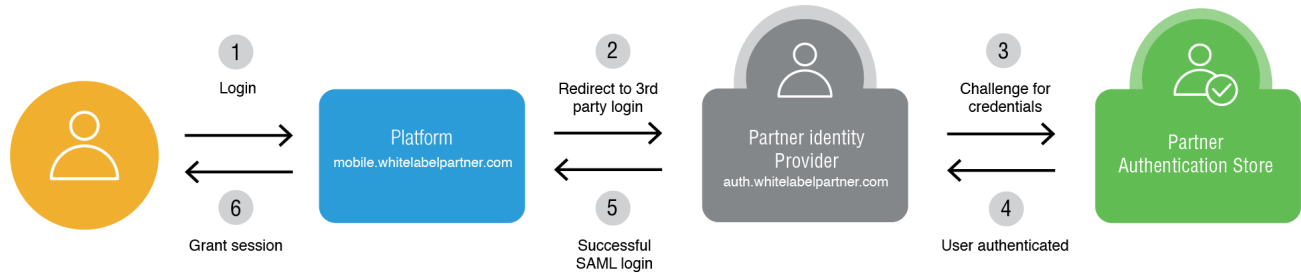 1
Login
Platform
mobile.whitelabelpartner.com
6
Grant session
2
Redirect to 3rd
party login
5
Successful
SAML login
Partner identity
Provider
auth.whitelabelpartner.com
3
Challenge for
credentials
4
User authenticated
Partner
Authentication Store